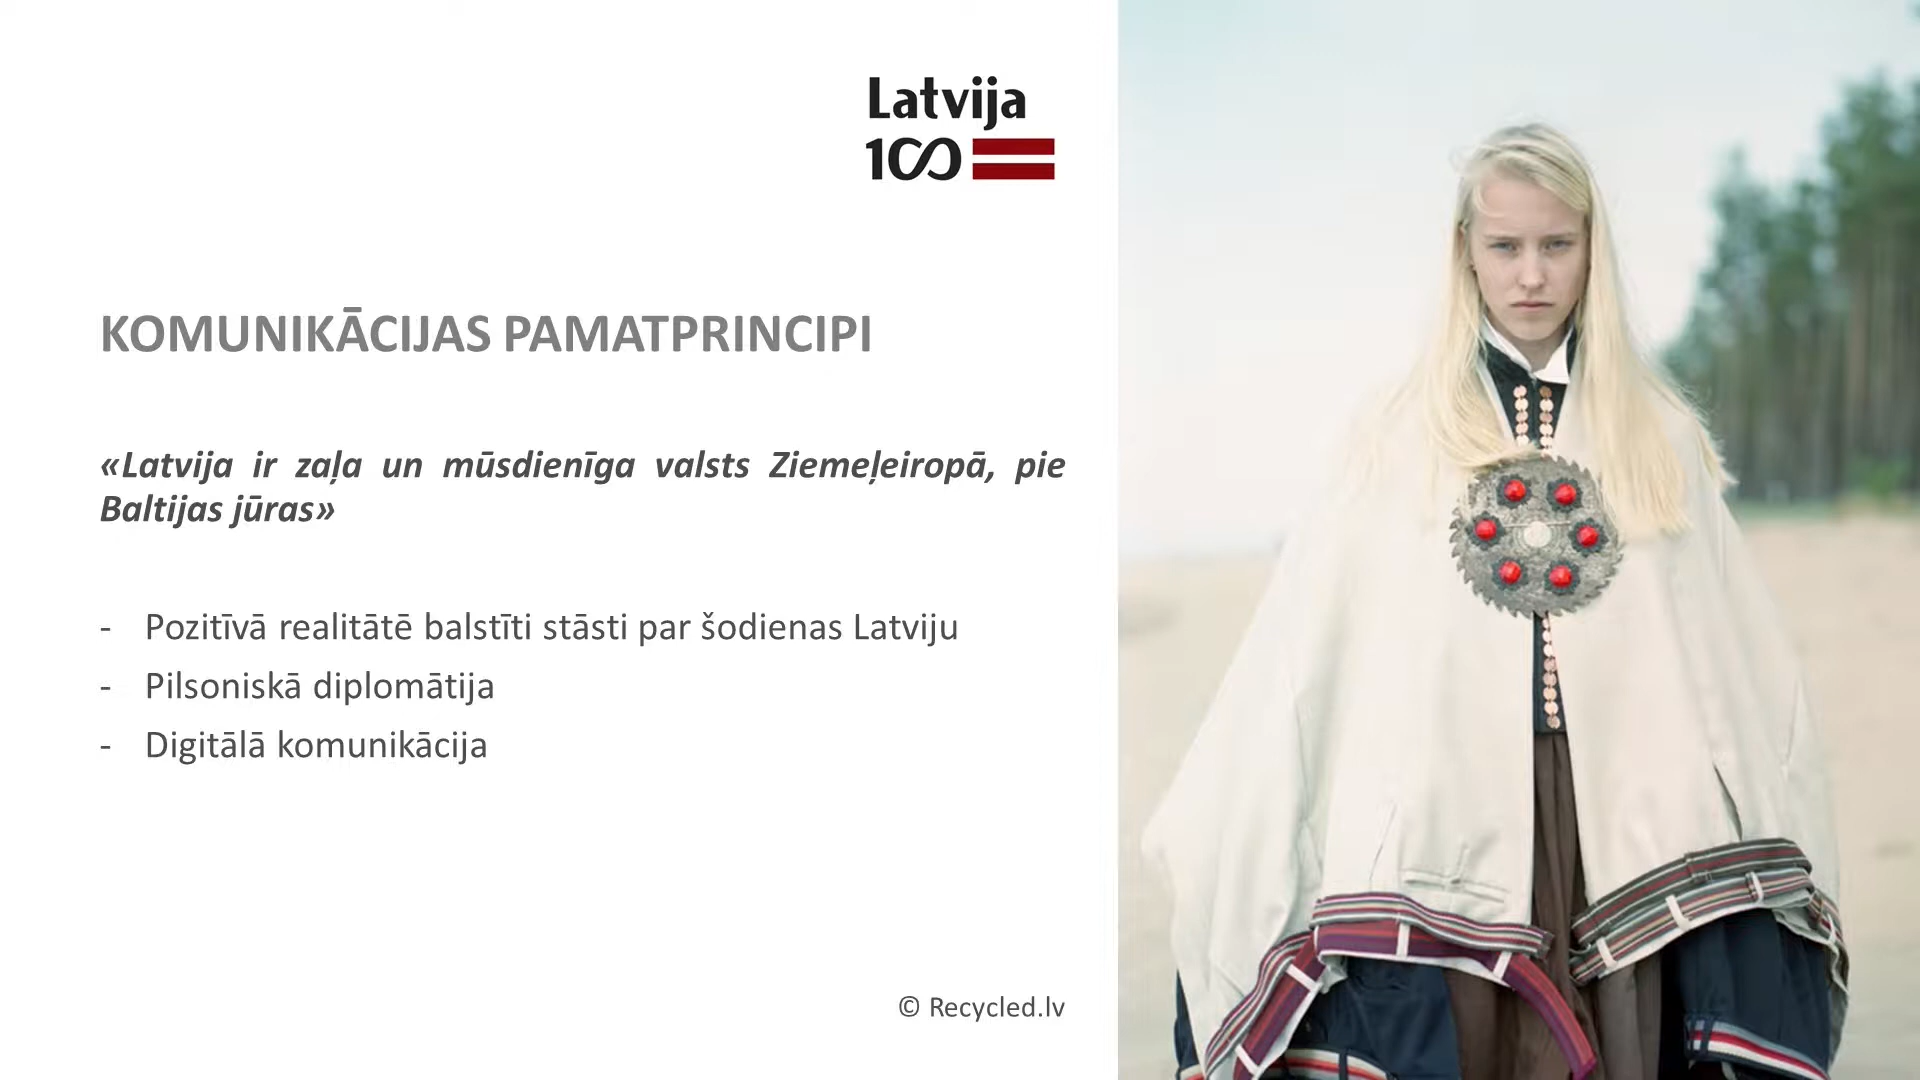 Latvija
100
KOMUNIKĀCIJAS PAMATPRINCIPI
«Latvija ir zaļa un mūsdienīga valsts Ziemeļeiropā, pie
Baltijas jūras»
- Pozitīvā realitātē balstīti stāsti par šodienas Latviju
- Pilsoniskā diplomātija
- Digitālā komunikācija
© Recycled.lv